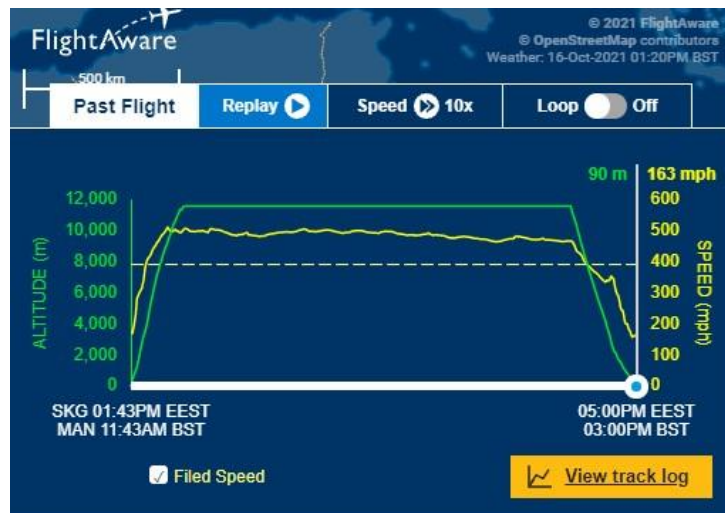 FlightAware
© 2021 FlightAware
© OpenStreetMap contributors
Weather: 16-Oct-2021 01:20PM BST
500 km
Past Flight Replay Speed 10x Loop Off
90 m 163 mph
12,000 600
10,000 500
8,000 400
6,000 300
4,000 200
2,000 100
0 0
ALTITUDE (m)
SPEED (mph)
SKG 01:43PM EEST 05:00PM EEST
MAN 11:43AM BST 03:00PM BST
Filed Speed
View track log